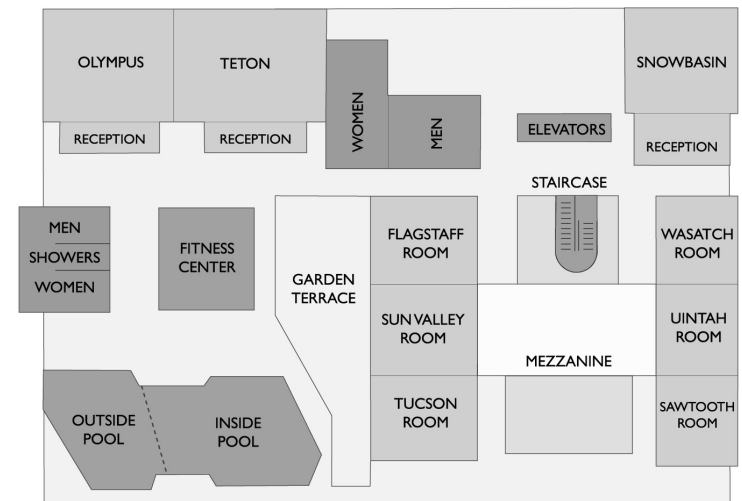 OLYMPUS
TETON
SNOWBASIN
RECEPTION
RECEPTION
WOMEN
MEN
ELEVATORS
RECEPTION
STAIRCASE
MEN
SHOWERS
WOMEN
FITNESS
CENTER
GARDEN
TERRACE
FLAGSTAFF
ROOM
WASATCH
ROOM
SUN VALLEY
ROOM
UINTAH
ROOM
MEZZANINE
OUTSIDE
POOL
INSIDE
POOL
TUCSON
ROOM
SAWTOOTH
ROOM